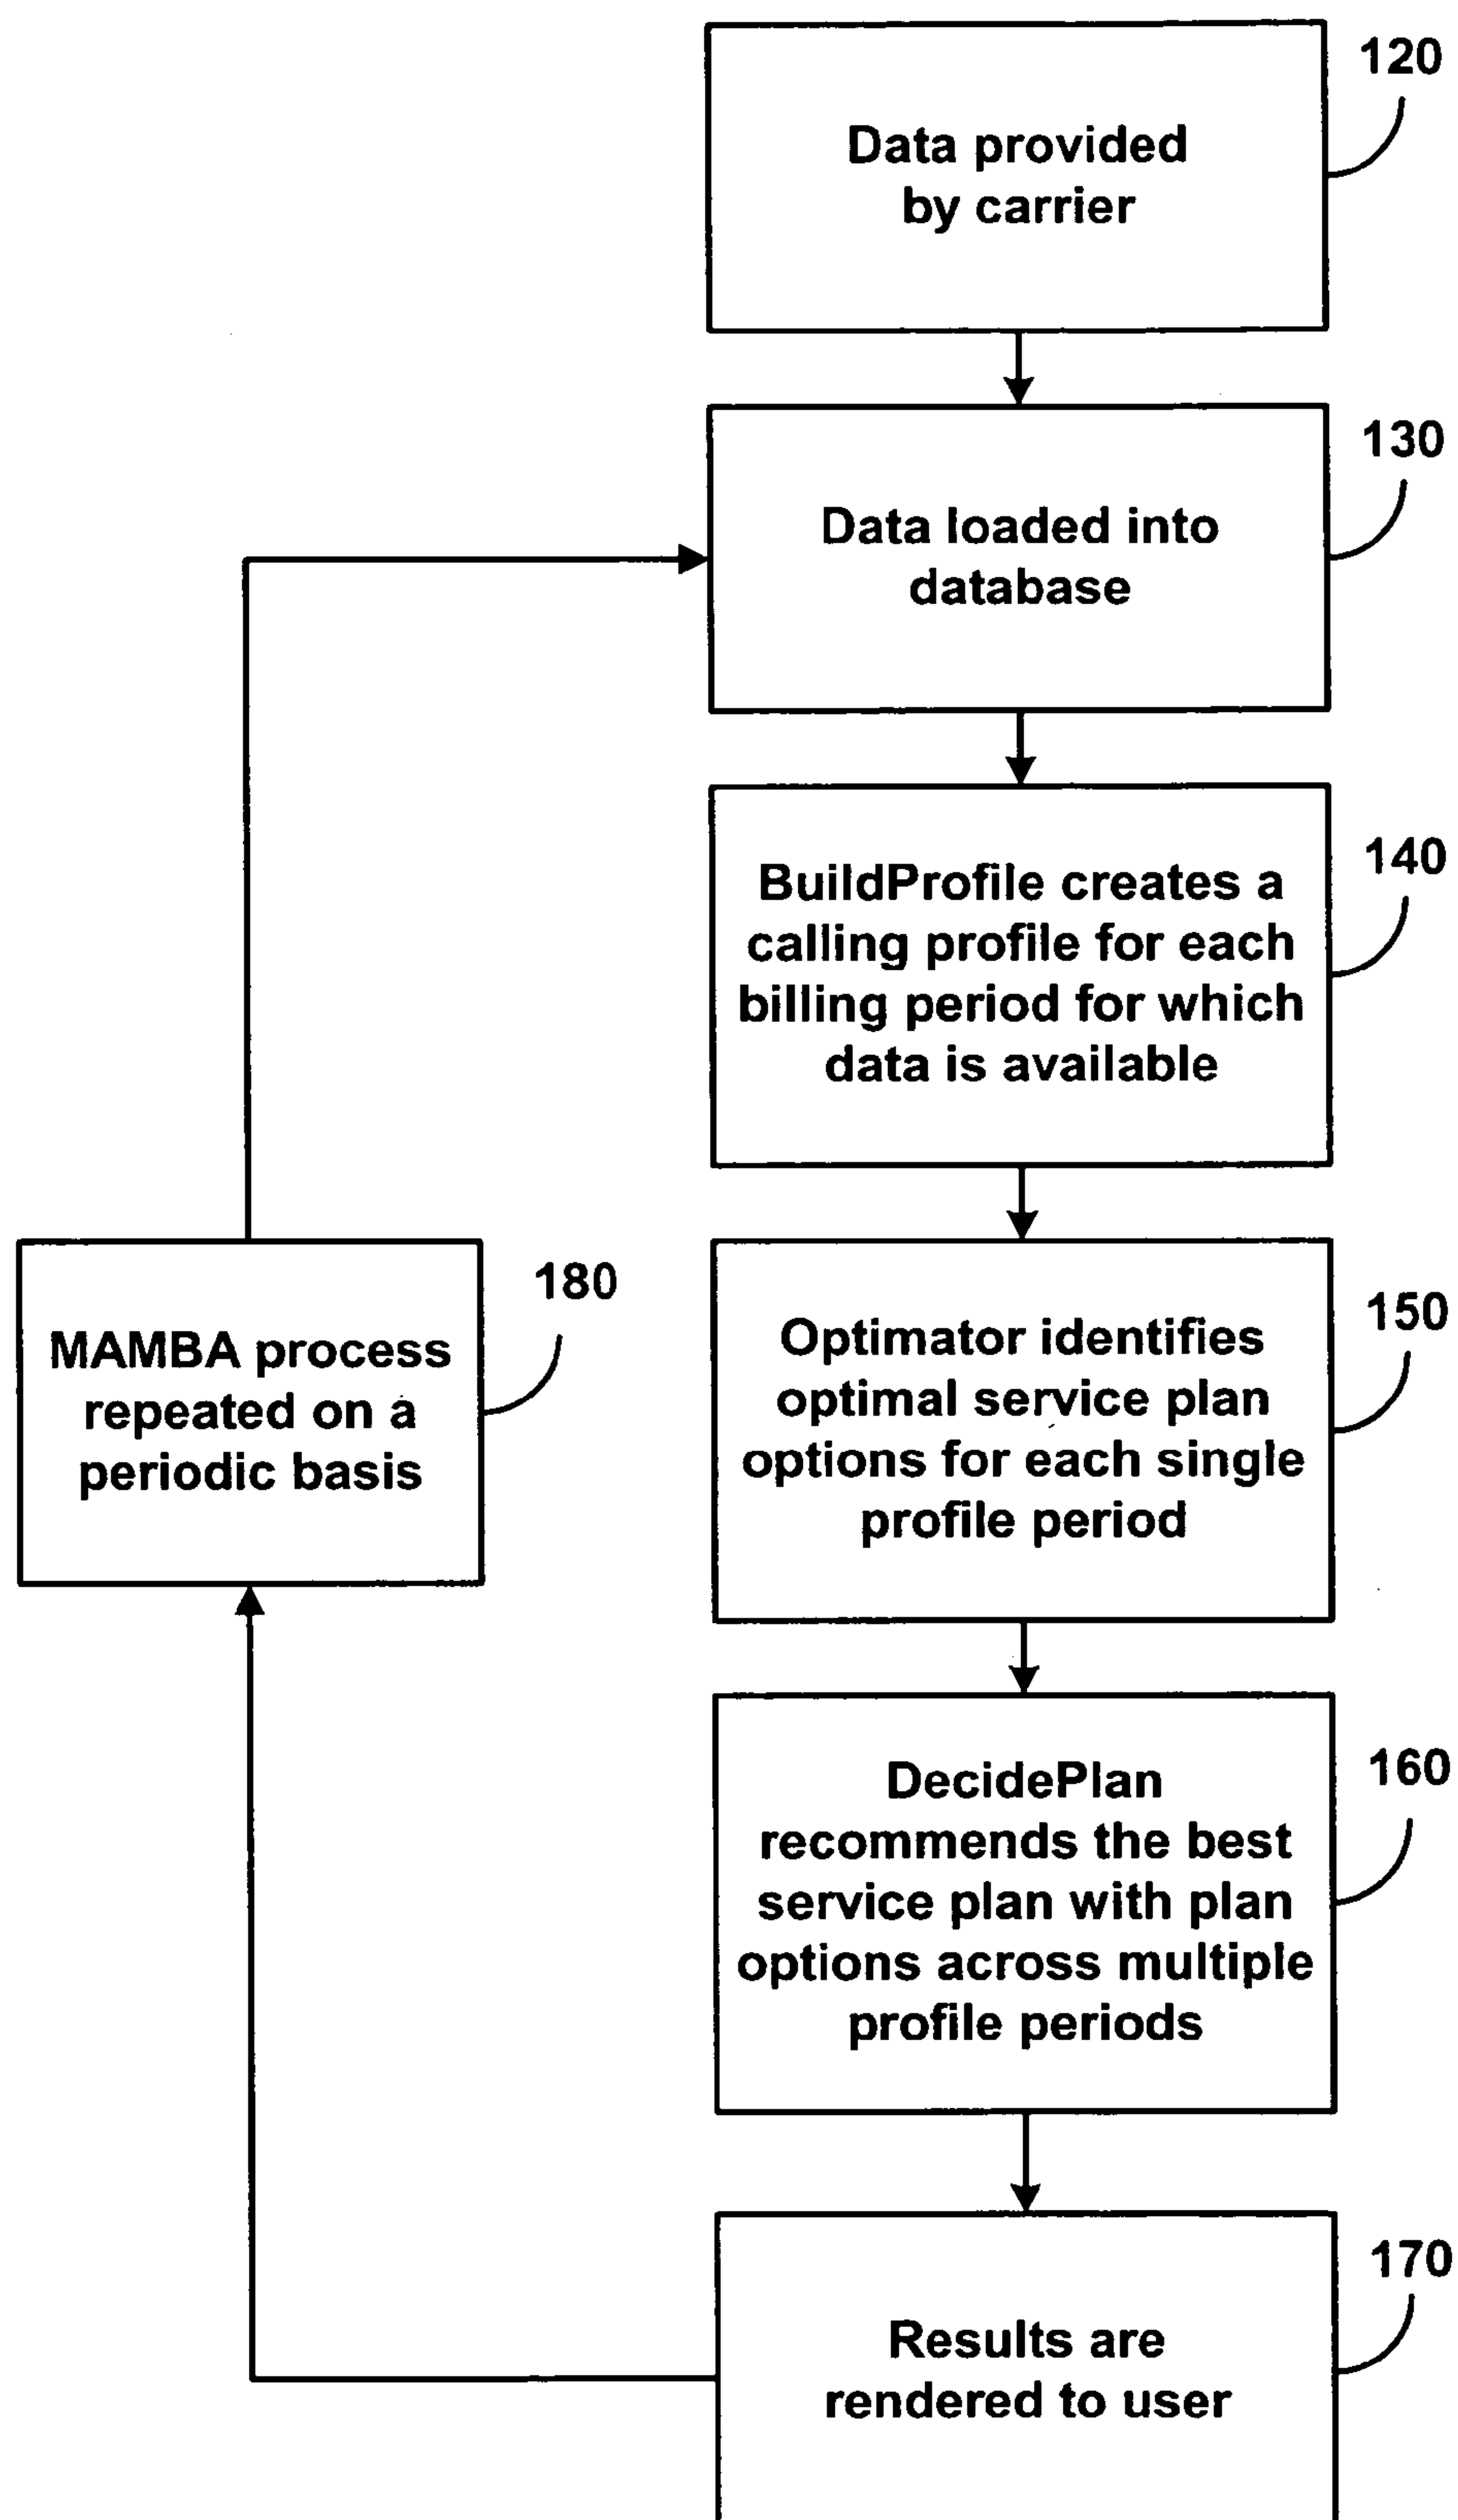 120
Data provided
by carrier
130
Data loaded into
database
140
BuildProfile creates a
calling profile for each
billing period for which
data is available
150
Optimator identifies
optimal service plan
options for each single
profile period
180
MAMBA process
repeated on a
periodic basis
160
DecidePlan
recommends the best
service plan with plan
options across multiple
profile periods
170
Results are
rendered to user